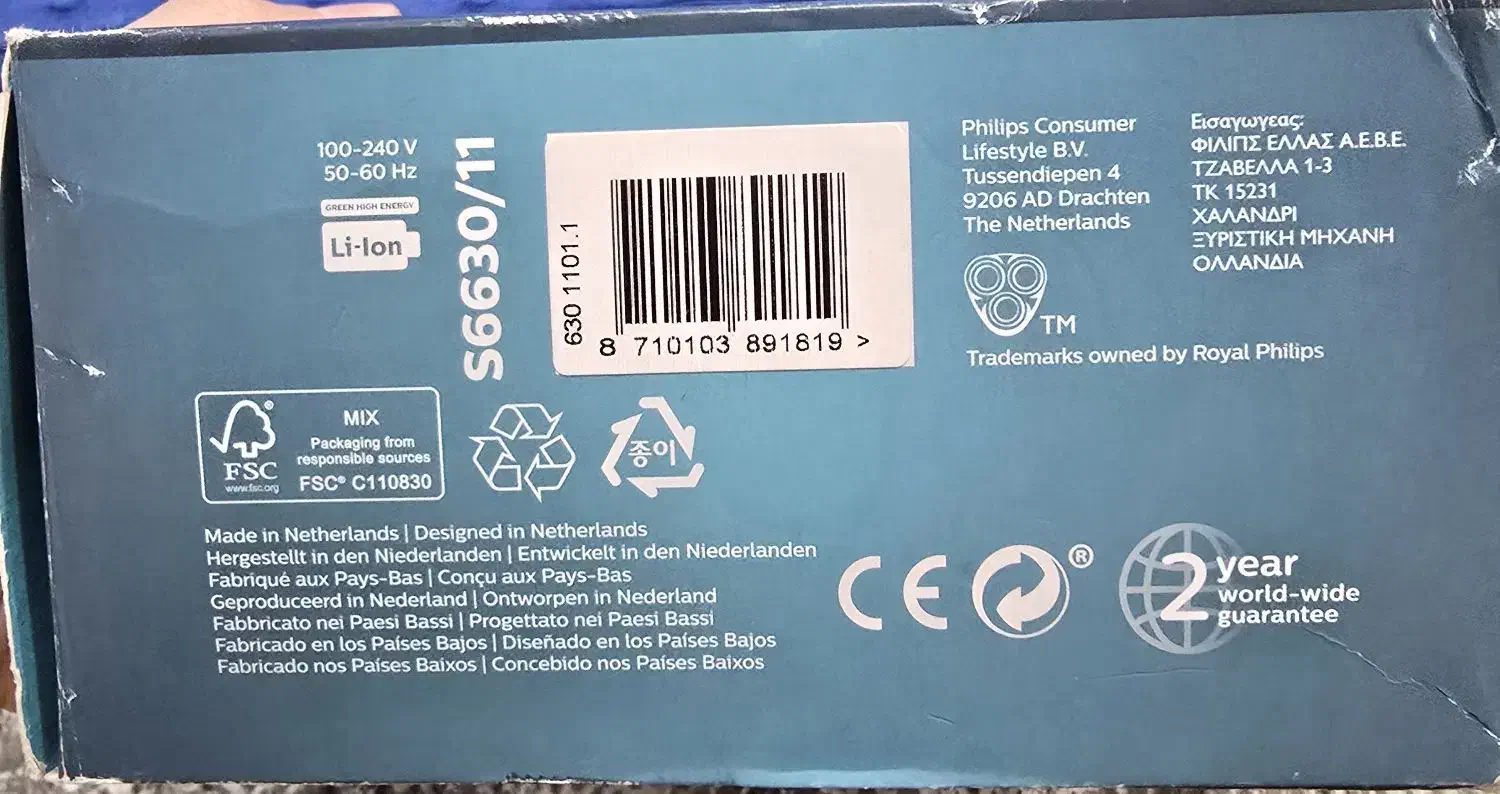 100-240 V
50-60 Hz
GREEN HIGH ENERGY
Li-Ion
S6630/11
630 1101.1
8 710103 891819 >
Philips Consumer
Lifestyle B.V.
Tussendiepen 4
9206 AD Drachten
The Netherlands
TM
Trademarks owned by Royal Philips
Εισαγωγεας:
ΦΙΛΙΠΣ ΕΛΛΑΣ Α.Ε.Β.Ε.
ΤΖΑΒΕΛΛΑ 1-3
ΤΚ 15231
ΧΑΛΑΝΔΡΙ
ΞΥΡΙΣΤΙΚΗ ΜΗΧΑΝΗ
ΟΛΛΑΝΔΙΑ
FSC
www.fsc.org
MIX
Packaging from
responsible sources
FSC® C110830
종이
Made in Netherlands | Designed in Netherlands
Hergestellt in den Niederlanden | Entwickelt in den Niederlanden
Fabriqué aux Pays-Bas | Conçu aux Pays-Bas
Geproduceerd in Nederland | Ontworpen in Nederland
Fabbricato nei Paesi Bassi | Progettato nei Paesi Bassi
Fabricado en los Países Bajos | Diseñado en los Países Bajos
Fabricado nos Países Baixos | Concebido nos Países Baixos
CE
®
2 year
world-wide
guarantee